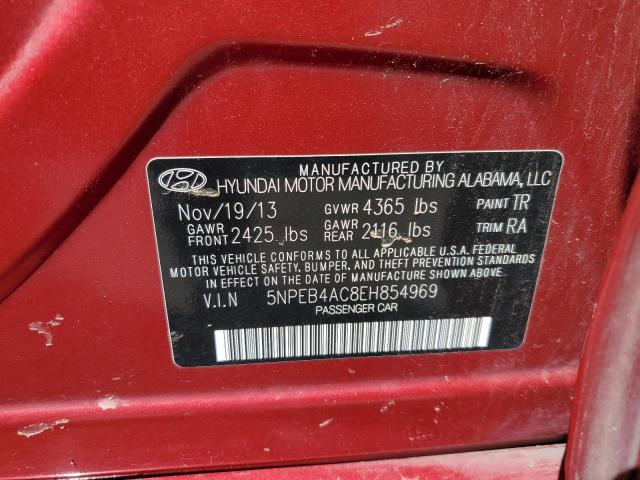 MANUFACTURED BY
HYUNDAI MOTOR MANUFACTURING ALABAMA, LLC
Nov/19/13 GVWR 4365 lbs PAINT TR
GAWR FRONT 2425 lbs GAWR REAR 2116 lbs TRIM RA
THIS VEHICLE CONFORMS TO ALL APPLICABLE U.S.A. FEDERAL
MOTOR VEHICLE SAFETY, BUMPER, AND THEFT PREVENTION STANDARDS
IN EFFECT ON THE DATE OF MANUFACTURE SHOWN ABOVE.
V.I.N 5NPEB4AC8EH854969
PASSENGER CAR